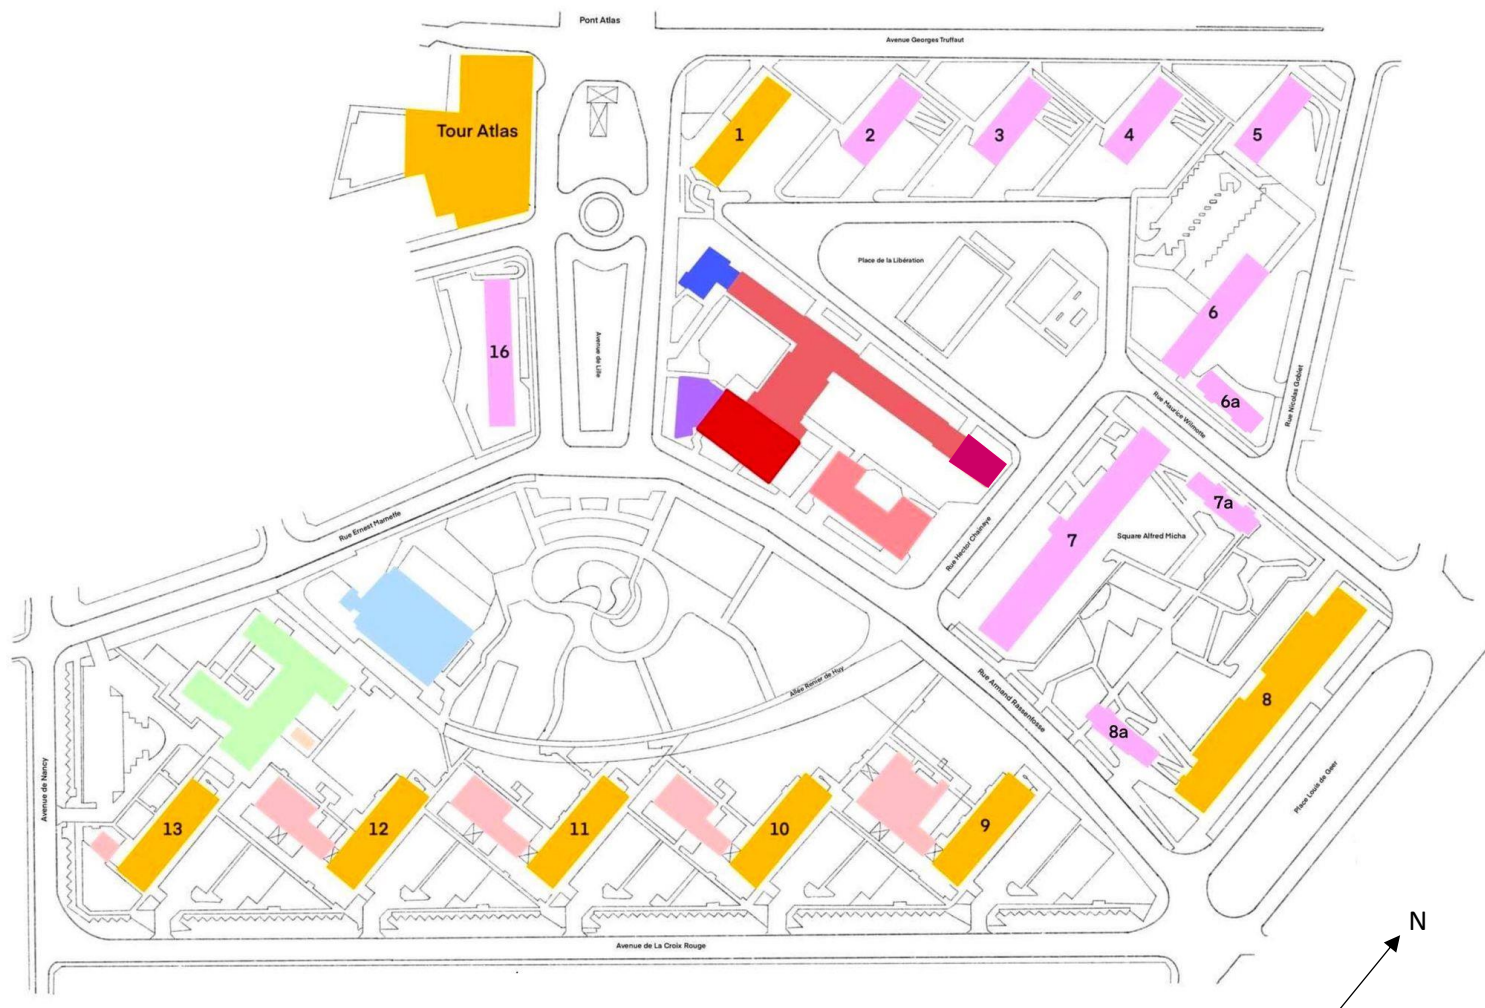 Pont Atlas
Avenue Georges Truffaut
Tour Atlas
1
2
3
4
5
Place de la Libération
6
16
Avenue de Lille
6a
Rue Maurice Wilmotte
Rue Nicolas Goblet
7a
Rue Ernest Marneffe
Rue Hector Chainaye
7
Square Alfred Micha
Allée Renier de Huy
Rue Armand Rassenfosse
8
8a
Avenue de Nancy
Place Louis de Geer
13
12
11
10
9
Avenue de La Croix Rouge
N